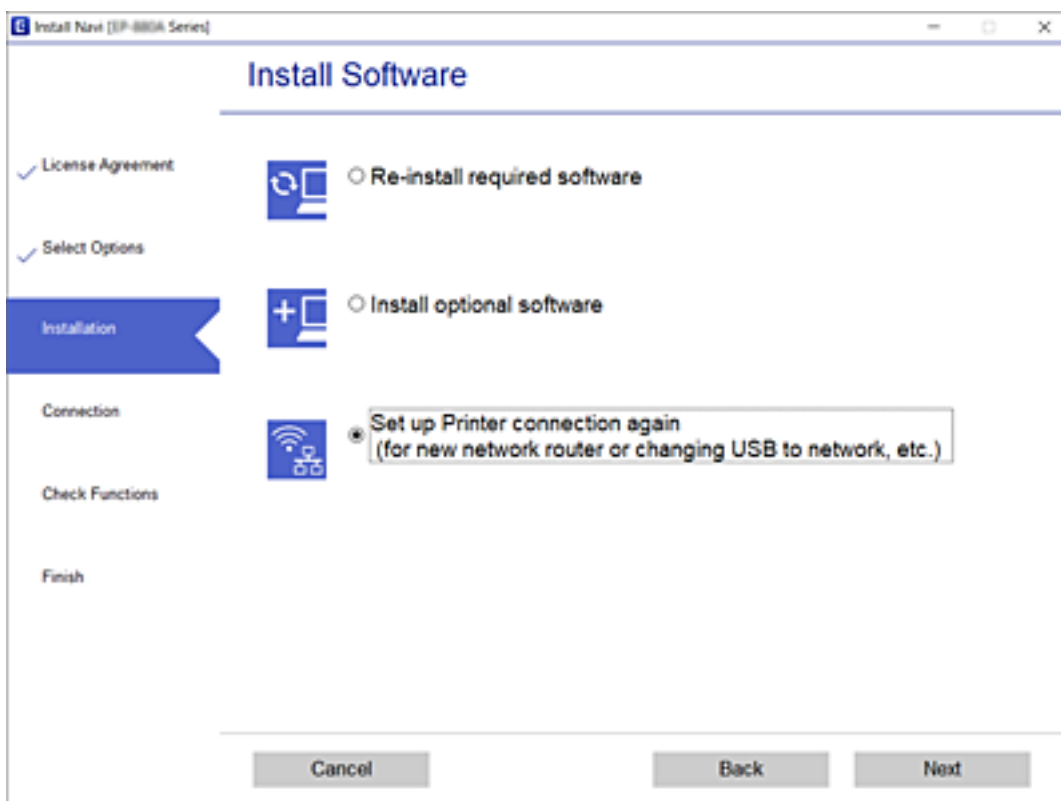 Install Navi [EP-880A Series]
Install Software
License Agreement
Select Options
Installation
Connection
Check Functions
Finish
Re-install required software
Install optional software
Set up Printer connection again
(for new network router or changing USB to network, etc.)
Cancel
Back
Next